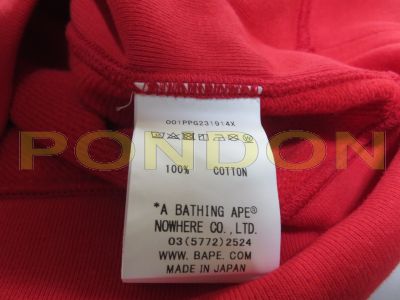 001PPG231914X
PONDON
100% COTTON
*A BATHING APE®
NOWHERE CO.,LTD.
03(5772)2524
WWW.BAPE.COM
MADE IN JAPAN